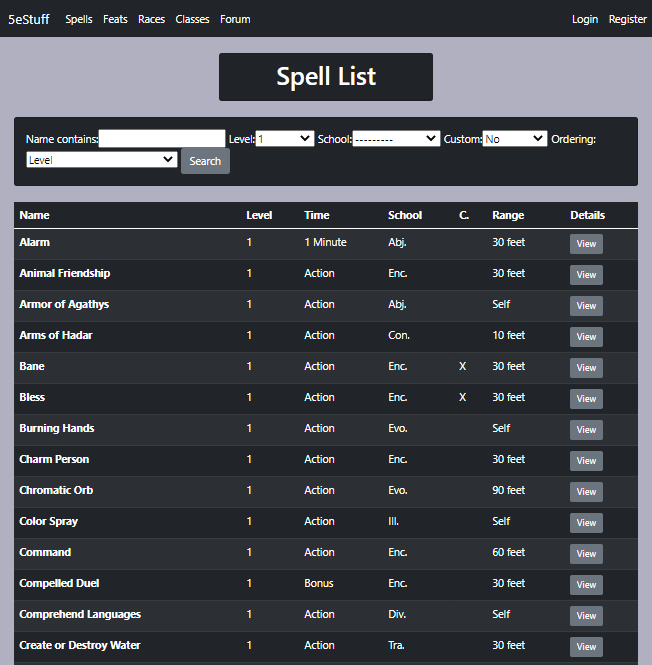 5eStuff Spells Feats Races Classes Forum Login Register
Spell List
Name contains: Level: 1 School: --------- Custom: No Ordering:
Level Search
Name Level Time School C. Range Details
Alarm 1 1 Minute Abj. 30 feet View
Animal Friendship 1 Action Enc. 30 feet View
Armor of Agathys 1 Action Abj. Self View
Arms of Hadar 1 Action Con. 10 feet View
Bane 1 Action Enc. X 30 feet View
Bless 1 Action Enc. X 30 feet View
Burning Hands 1 Action Evo. Self View
Charm Person 1 Action Enc. 30 feet View
Chromatic Orb 1 Action Evo. 90 feet View
Color Spray 1 Action Ill. Self View
Command 1 Action Enc. 60 feet View
Compelled Duel 1 Bonus Enc. 30 feet View
Comprehend Languages 1 Action Div. Self View
Create or Destroy Water 1 Action Tra. 30 feet View